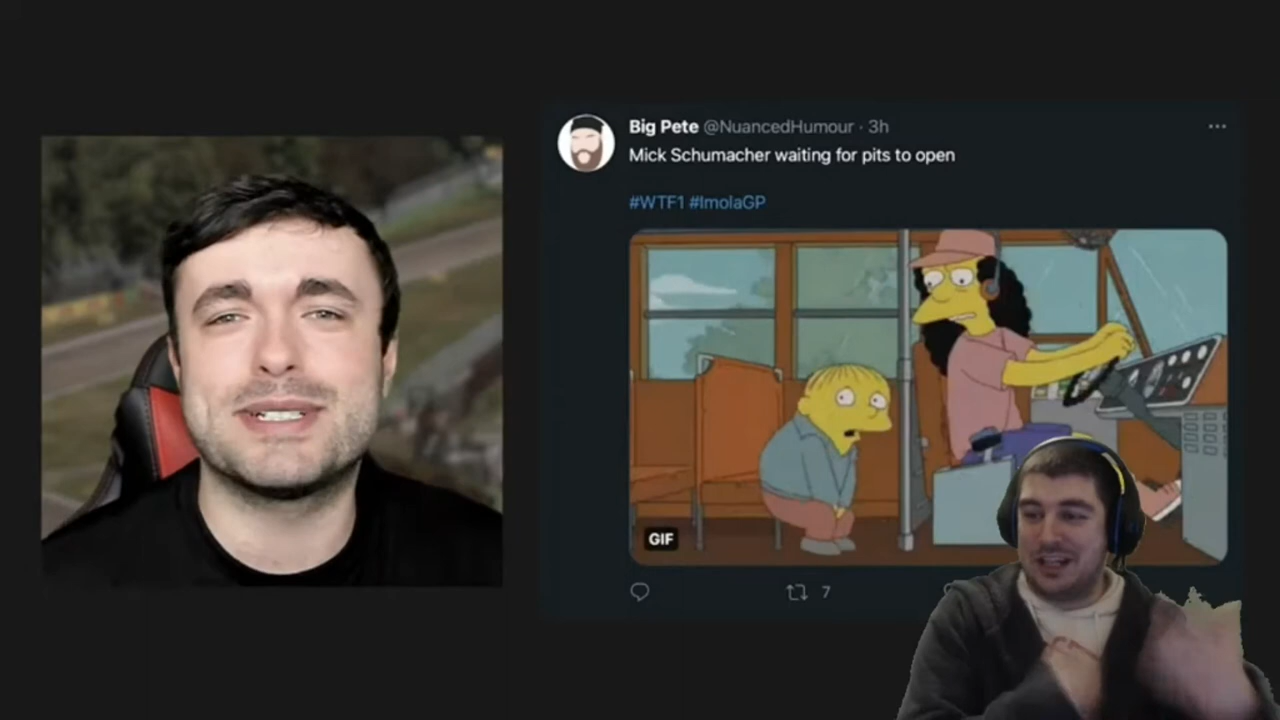 Big Pete @NuancedHumour · 3h
Mick Schumacher waiting for pits to open
#WTF1 #ImolaGP
GIF
7